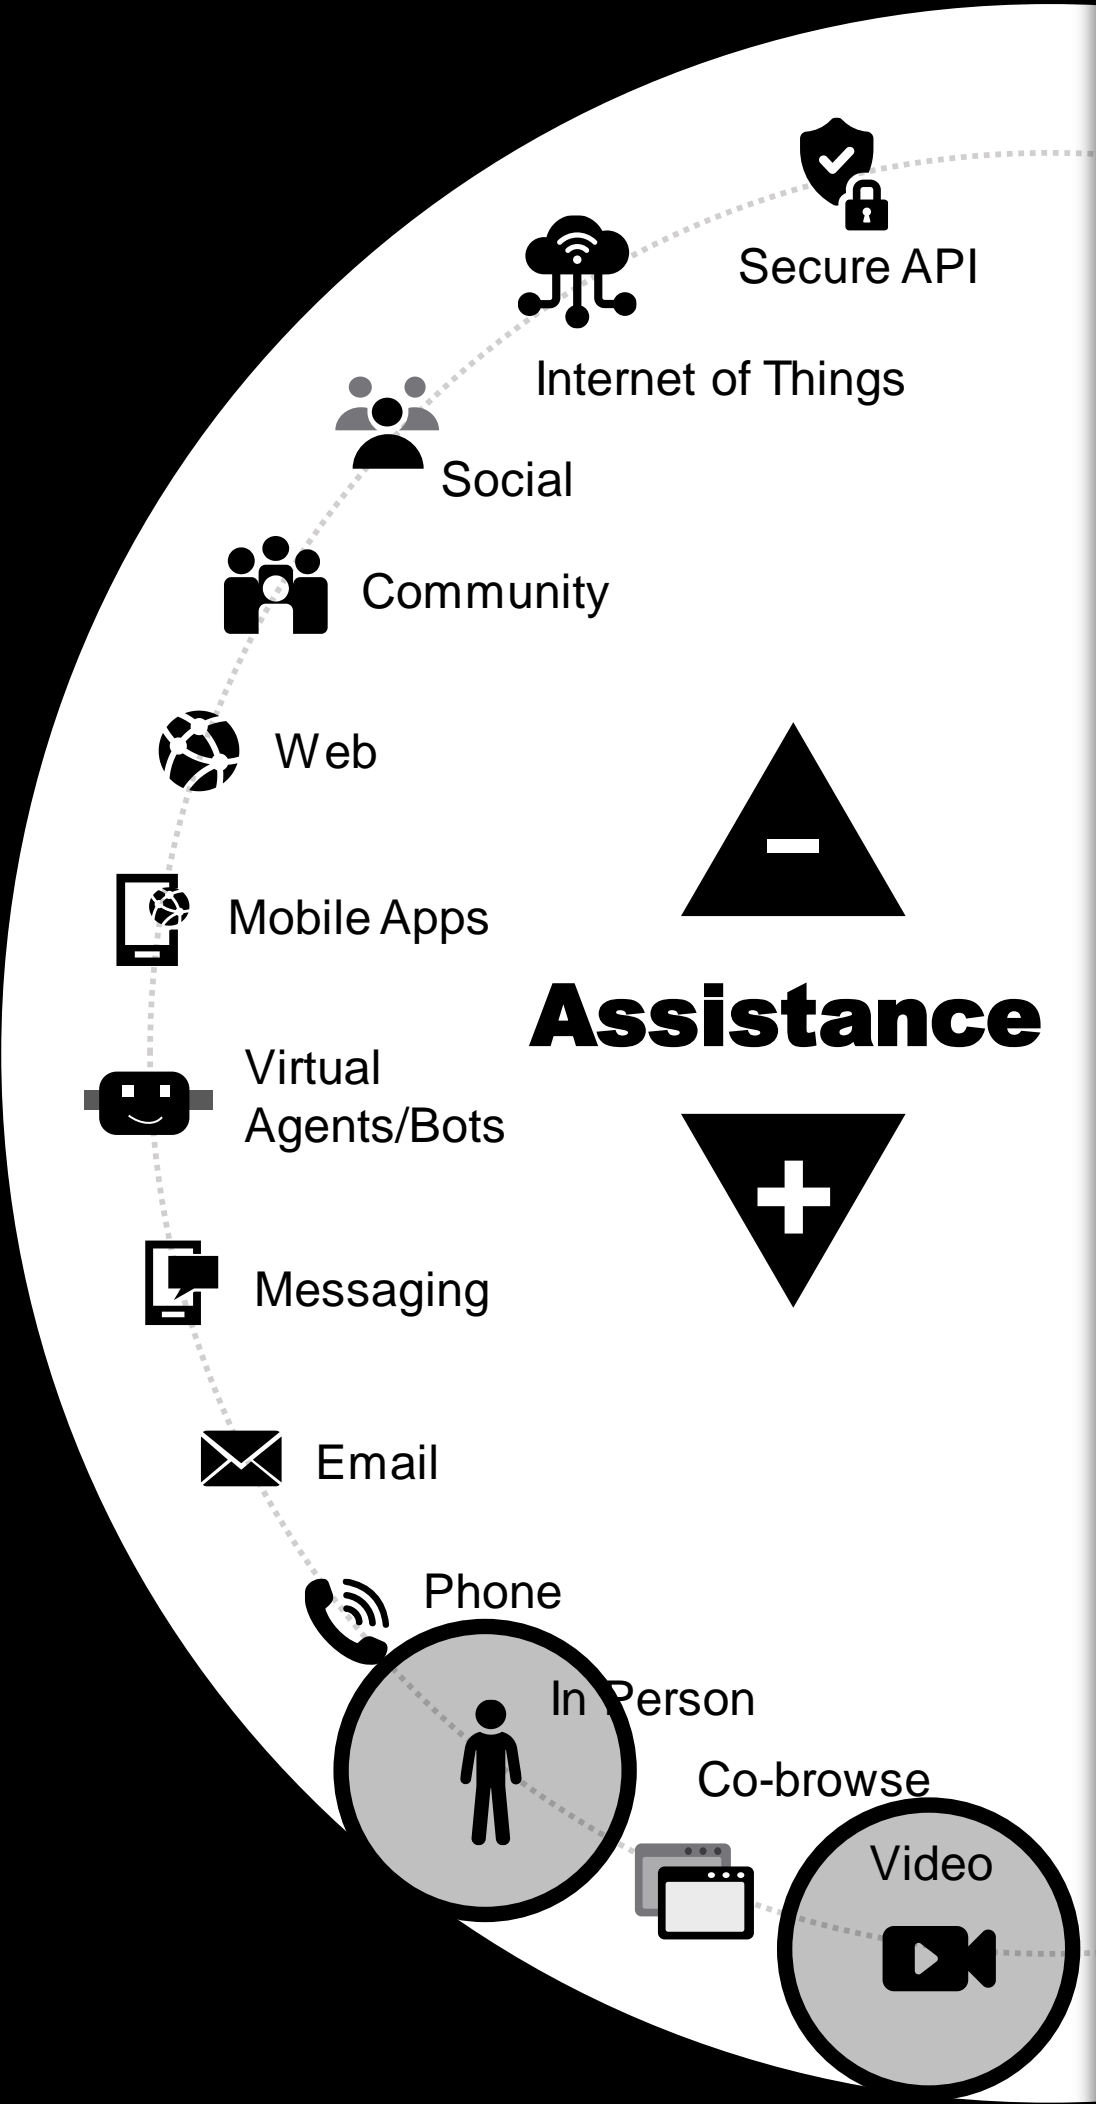 Secure API
Internet of Things
Social
Community
Web
Mobile Apps
-
Assistance
Virtual
Agents/Bots
+
Messaging
Email
Phone
In Person
Co-browse
Video